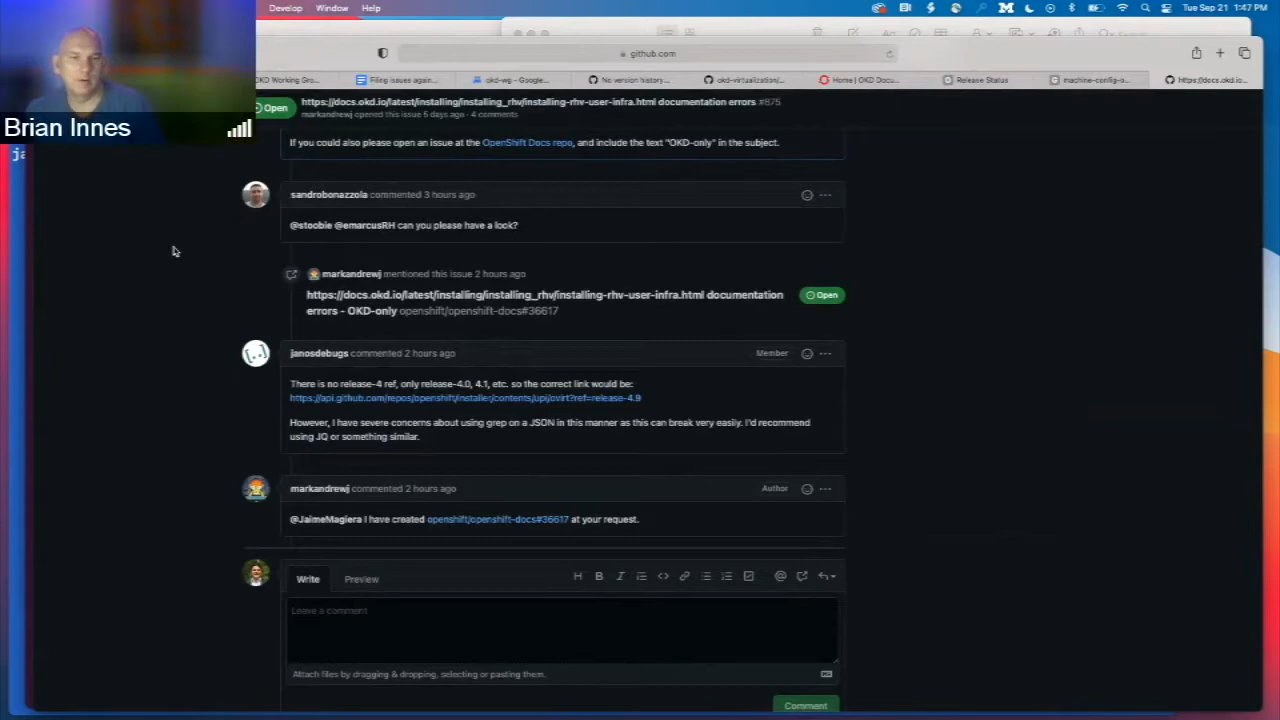 Develop Window Help
Tue Sep 21 1:47 PM
github.com
OKD Working Gro...
Filing issues again...
okd-wg - Google...
No version history...
okd-virtualization/...
Home | OKD Docu...
Release Status
machine-config-o...
https://docs.okd.io...
Brian Innes
Open
https://docs.okd.io/latest/installing/installing_rhv/installing-rhv-user-infra.html documentation errors #875
markandrewj opened this issue 5 days ago · 4 comments
If you could also please open an issue at the OpenShift Docs repo, and include the text "OKD-only" in the subject.
sandrobonazzola commented 3 hours ago
@stoobie @emarcusRH can you please have a look?
markandrewj mentioned this issue 2 hours ago
https://docs.okd.io/latest/installing/installing_rhv/installing-rhv-user-infra.html documentation
errors - OKD-only openshift/openshift-docs#36617
Open
janosdebugs commented 2 hours ago
Member
There is no release-4 ref, only release-4.0, 4.1, etc. so the correct link would be:
https://api.github.com/repos/openshift/installer/contents/upi/ovirt?ref=release-4.9
However, I have severe concerns about using grep on a JSON in this manner as this can break very easily. I'd recommend
using JQ or something similar.
markandrewj commented 2 hours ago
Author
@JaimeMagiera I have created openshift/openshift-docs#36617 at your request.
Write
Preview
Leave a comment
Attach files by dragging & dropping, selecting or pasting them.
Comment